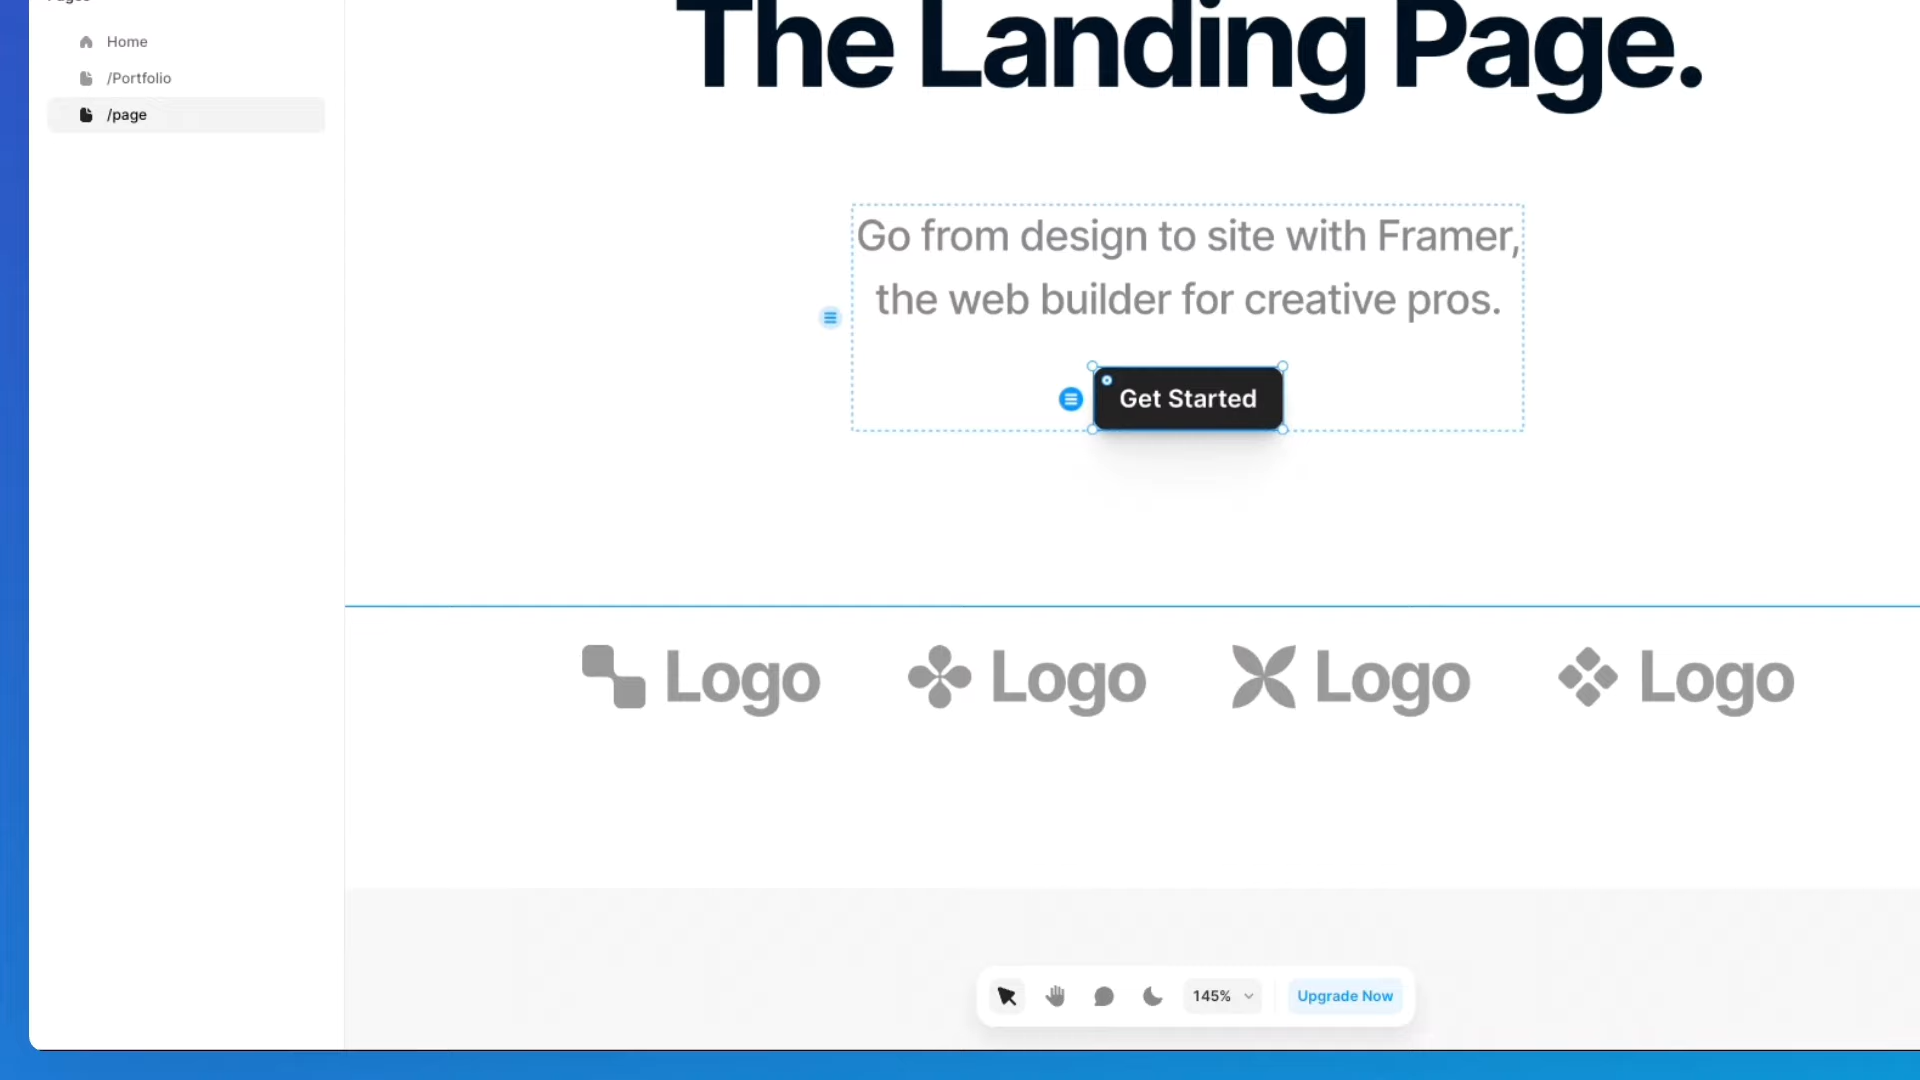 Pages
Home
/Portfolio
/page
The Landing Page.
Go from design to site with Framer,
the web builder for creative pros.
Get Started
Logo
Logo
Logo
Logo
145%
Upgrade Now